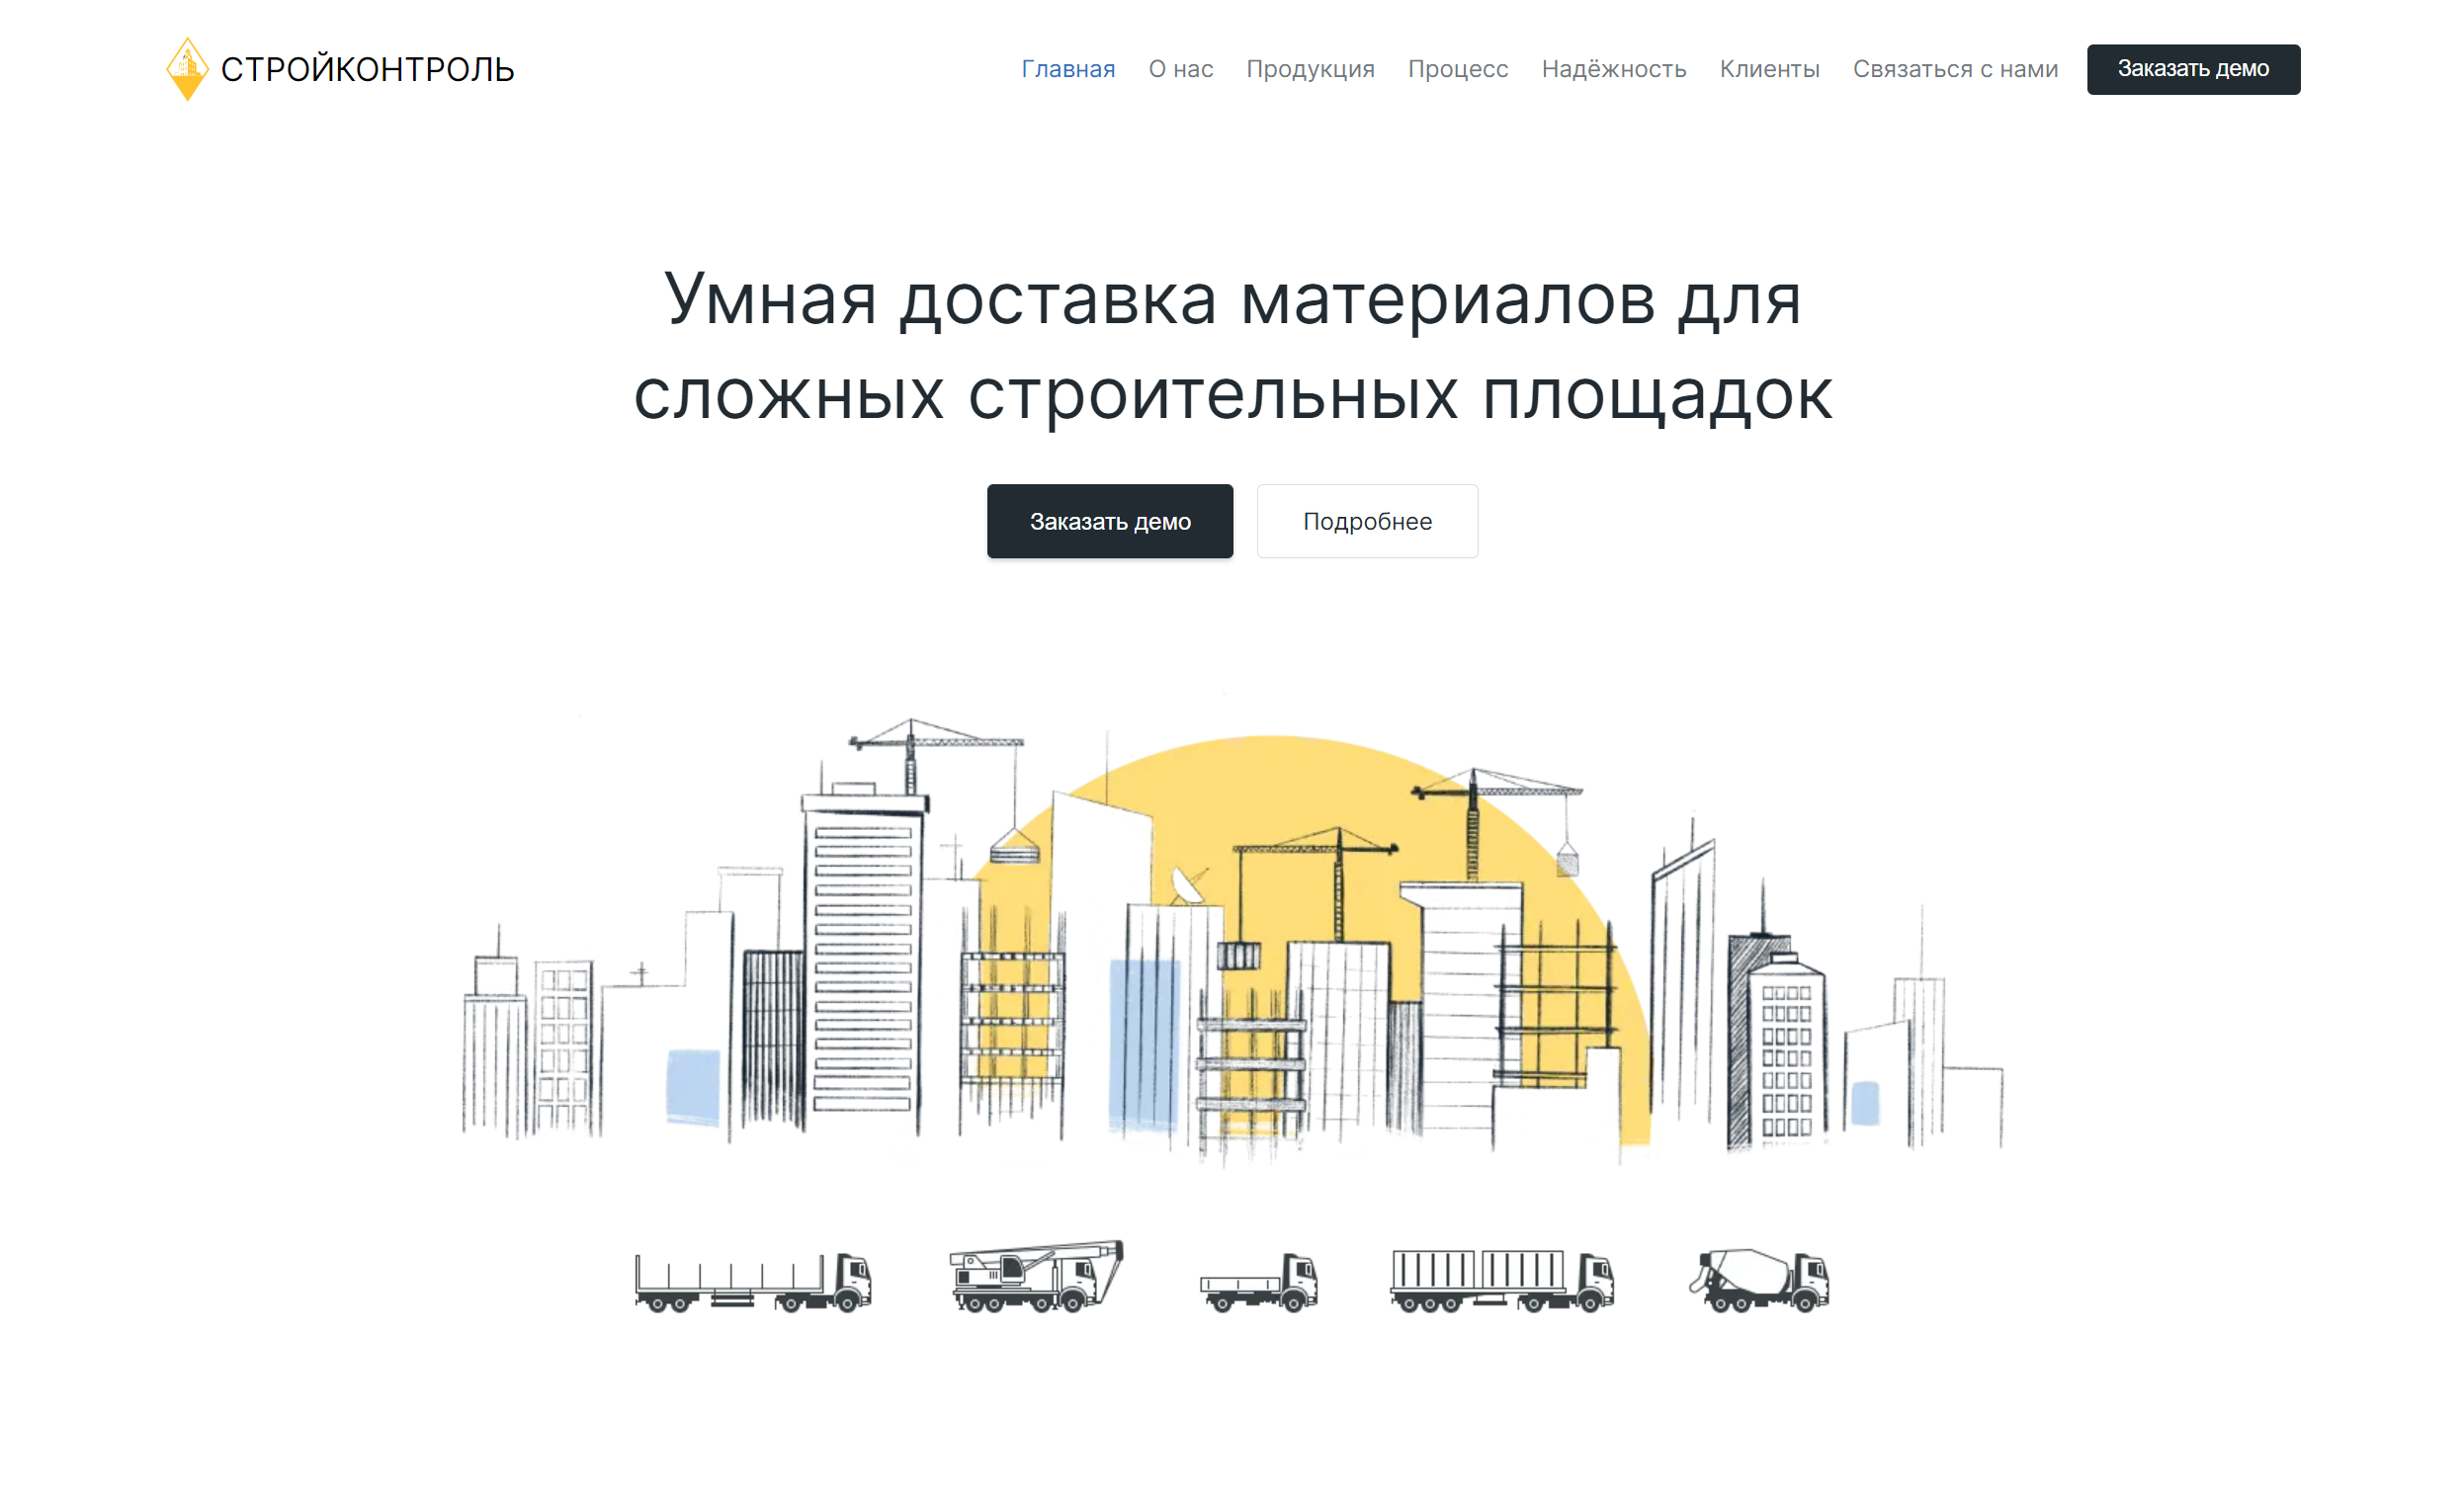 СТРОЙКОНТРОЛЬ
Главная О нас Продукция Процесс Надёжность Клиенты Связаться с нами Заказать демо
Умная доставка материалов для
сложных строительных площадок
Заказать демо Подробнее